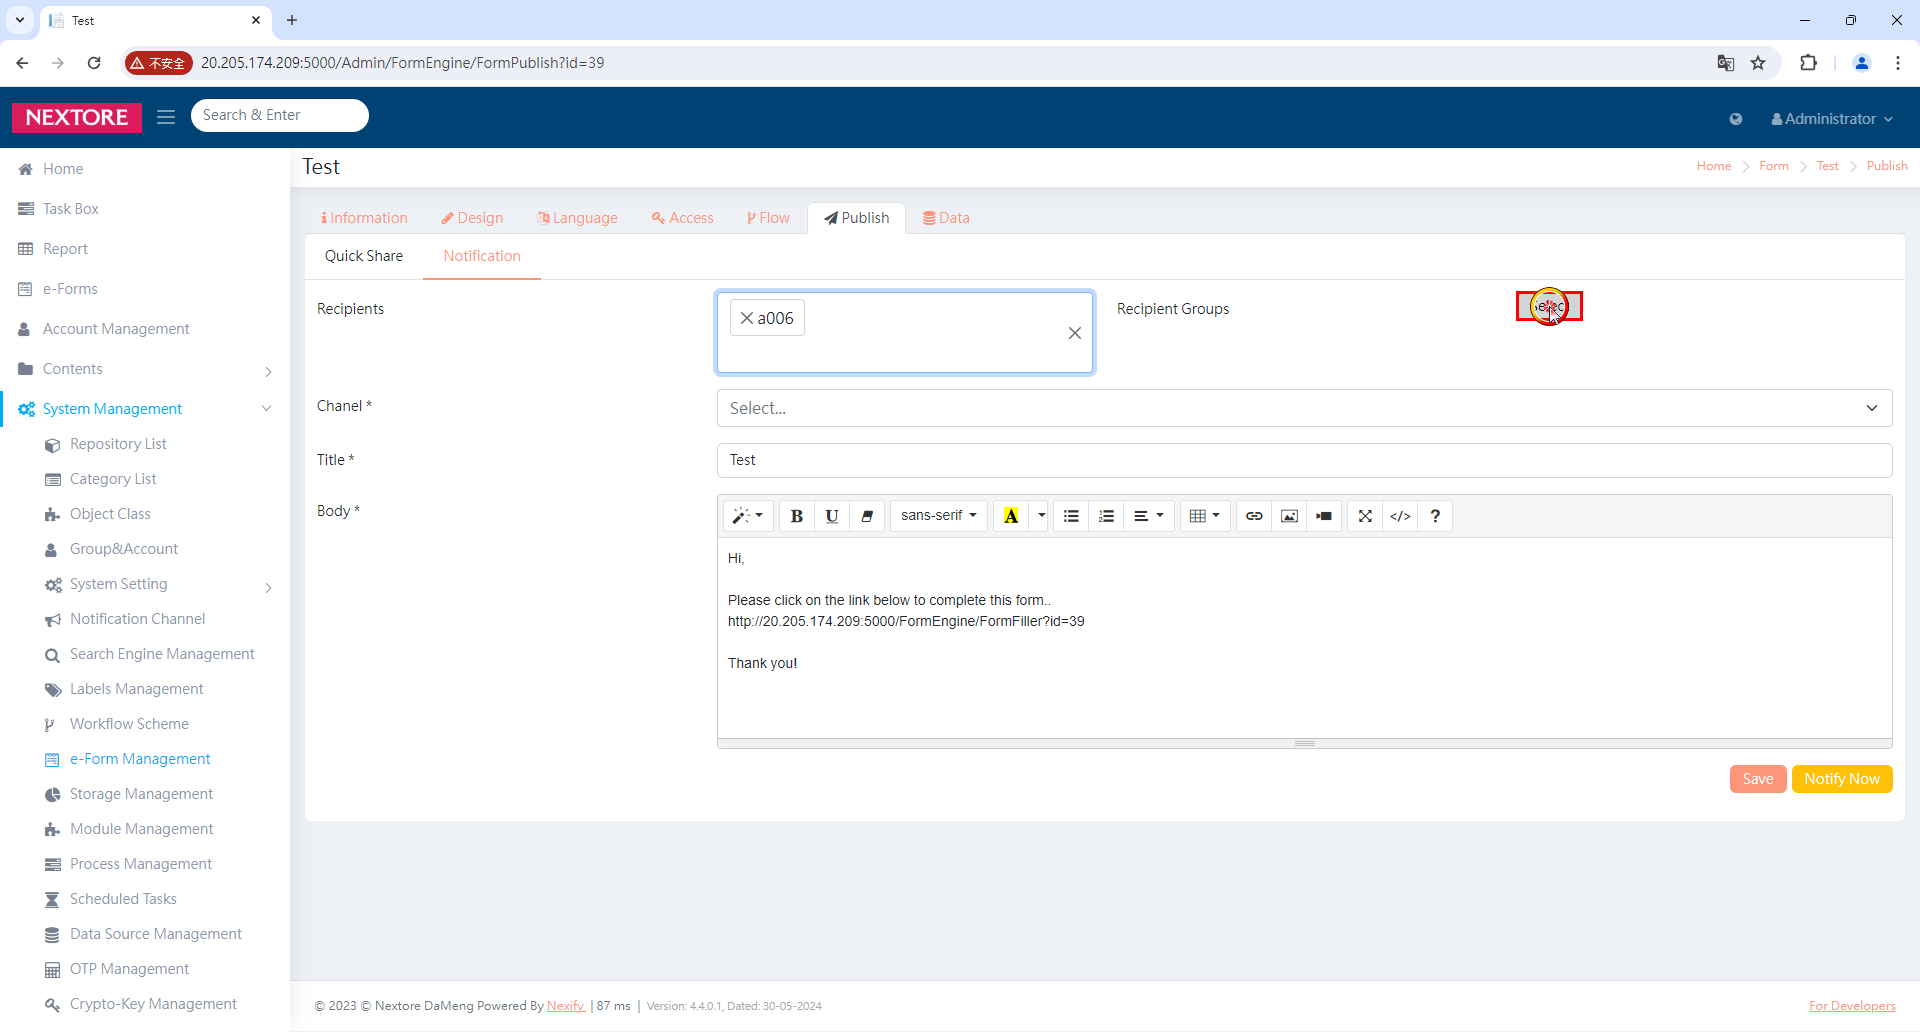 Test
不安全
20.205.174.209:5000/Admin/FormEngine/FormPublish?id=39
NEXTORE
Search & Enter
Administrator
Home
Task Box
Report
e-Forms
Account Management
Contents
System Management
Repository List
Category List
Object Class
Group&Account
System Setting
Notification Channel
Search Engine Management
Labels Management
Workflow Scheme
e-Form Management
Storage Management
Module Management
Process Management
Scheduled Tasks
Data Source Management
OTP Management
Crypto-Key Management
Test
Home > Form > Test > Publish
Information Design Language Access Flow Publish Data
Quick Share Notification
Recipients a006 Recipient Groups
Chanel * Select...
Title * Test
Body * B U sans-serif A </> ?
Hi,
Please click on the link below to complete this form..
http://20.205.174.209:5000/FormEngine/FormFiller?id=39
Thank you!
Save Notify Now
© 2023 © Nextore DaMeng Powered By Nexify | 87 ms | Version: 4.4.0.1, Dated: 30-05-2024
For Developers